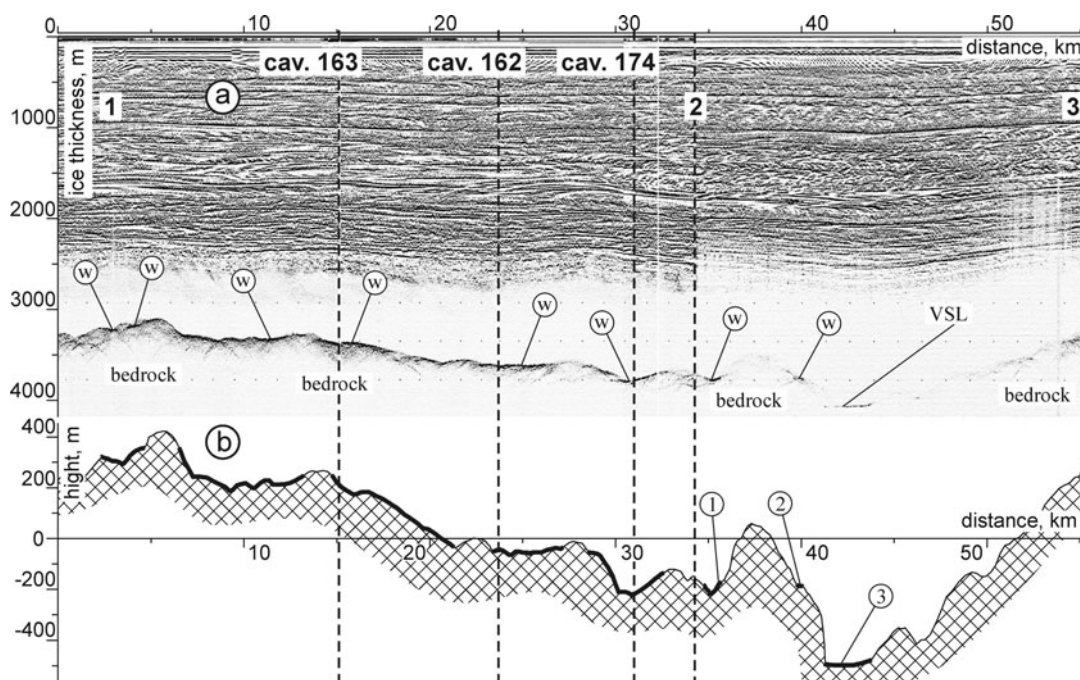 0 10 20 30 40 50
distance, km
ice thickness, m
cav. 163 cav. 162 cav. 174
1 a 2 3
1000
2000
3000
4000
w w w w w w w w
VSL
bedrock bedrock bedrock bedrock
400
200
0
-200
-400
hight, m
b
1 2
distance, km
10 20 30 40 50
3